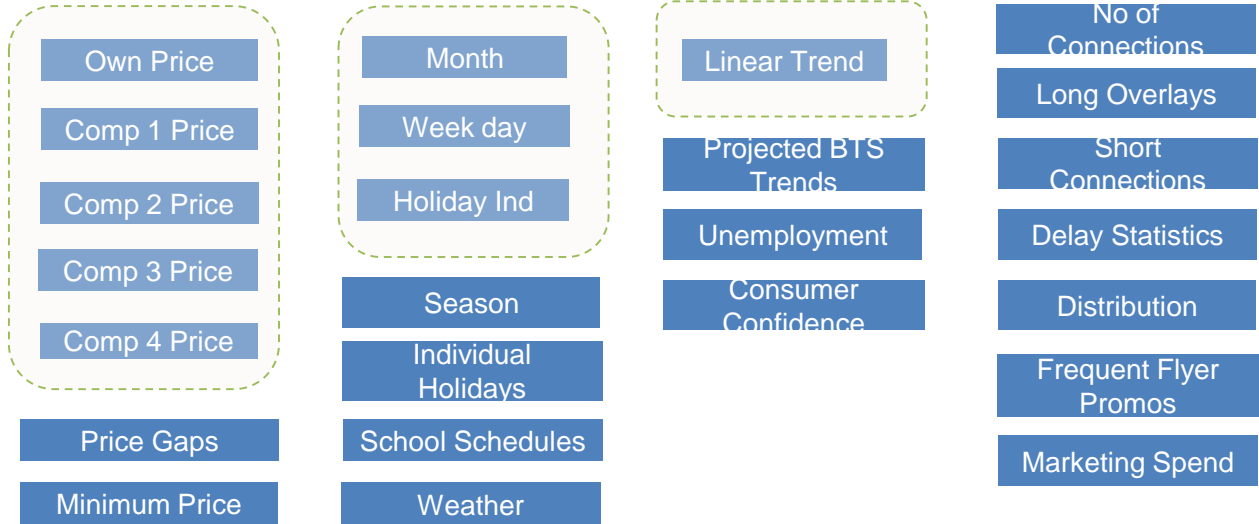 Own Price
Comp 1 Price
Comp 2 Price
Comp 3 Price
Comp 4 Price
Price Gaps
Minimum Price
Month
Week day
Holiday Ind
Season
Individual
Holidays
School Schedules
Weather
Linear Trend
Projected BTS
Trends
Unemployment
Consumer
Confidence
No of
Connections
Long Overlays
Short
Connections
Delay Statistics
Distribution
Frequent Flyer
Promos
Marketing Spend